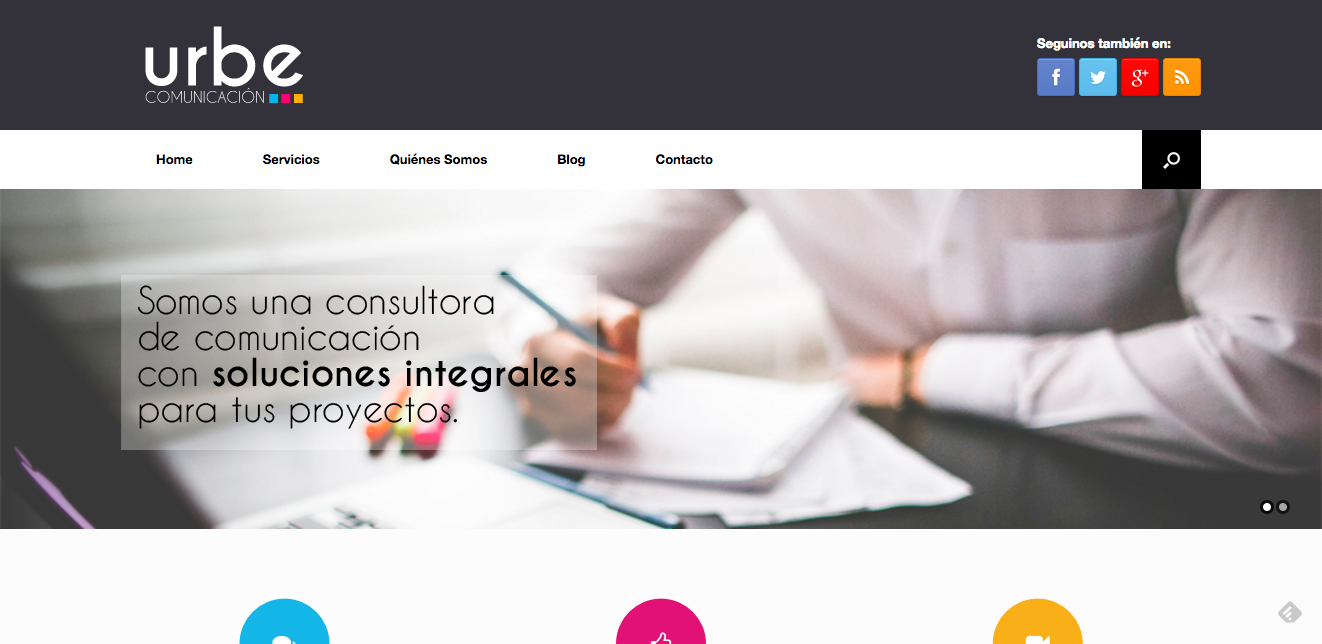 urbe
COMUNICACIÓN
Seguinos también en:
f
g+
Home
Servicios
Quiénes Somos
Blog
Contacto
Somos una consultora
de comunicación
con soluciones integrales
para tus proyectos.